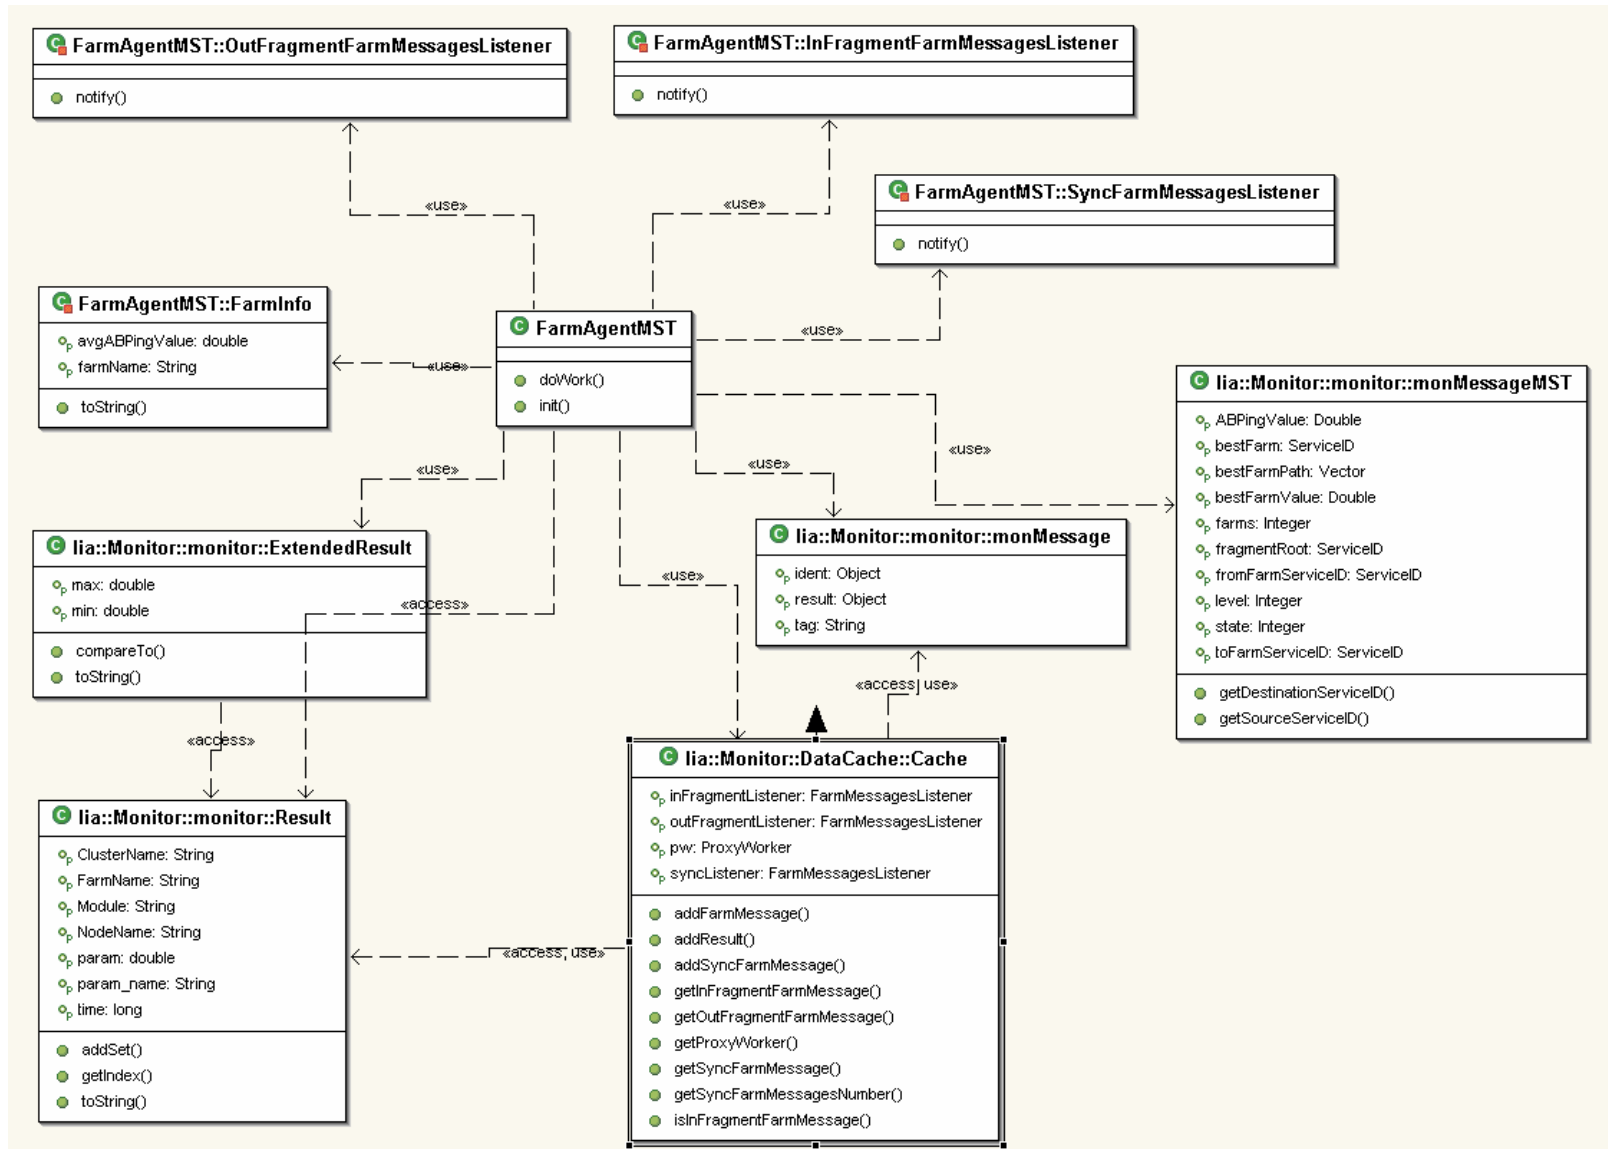 FarmAgentMST::OutFragmentFarmMessagesListener
notify()
FarmAgentMST::InFragmentFarmMessagesListener
notify()
FarmAgentMST::SyncFarmMessagesListener
notify()
«use»
«use»
«use»
FarmAgentMST::FarmInfo
avgABPingValue: double
farmName: String
toString()
«use»
FarmAgentMST
doWork()
init()
lia::Monitor::monitor::monMessageMST
ABPingValue: Double
bestFarm: ServiceID
bestFarmPath: Vector
bestFarmValue: Double
farms: Integer
fragmentRoot: ServiceID
fromFarmServiceID: ServiceID
level: Integer
state: Integer
toFarmServiceID: ServiceID
getDestinationServiceID()
getSourceServiceID()
«use»
«use»
«use»
lia::Monitor::monitor::ExtendedResult
max: double
min: double
compareTo()
toString()
«access»
«use»
lia::Monitor::monitor::monMessage
ident: Object
result: Object
tag: String
«access, use»
«access»
lia::Monitor::monitor::Result
ClusterName: String
FarmName: String
Module: String
NodeName: String
param: double
param_name: String
time: long
addSet()
getIndex()
toString()
«access, use»
lia::Monitor::DataCache::Cache
inFragmentListener: FarmMessagesListener
outFragmentListener: FarmMessagesListener
pw: ProxyWorker
syncListener: FarmMessagesListener
addFarmMessage()
addResult()
addSyncFarmMessage()
getInFragmentFarmMessage()
getOutFragmentFarmMessage()
getProxyWorker()
getSyncFarmMessage()
getSyncFarmMessagesNumber()
isInFragmentFarmMessage()